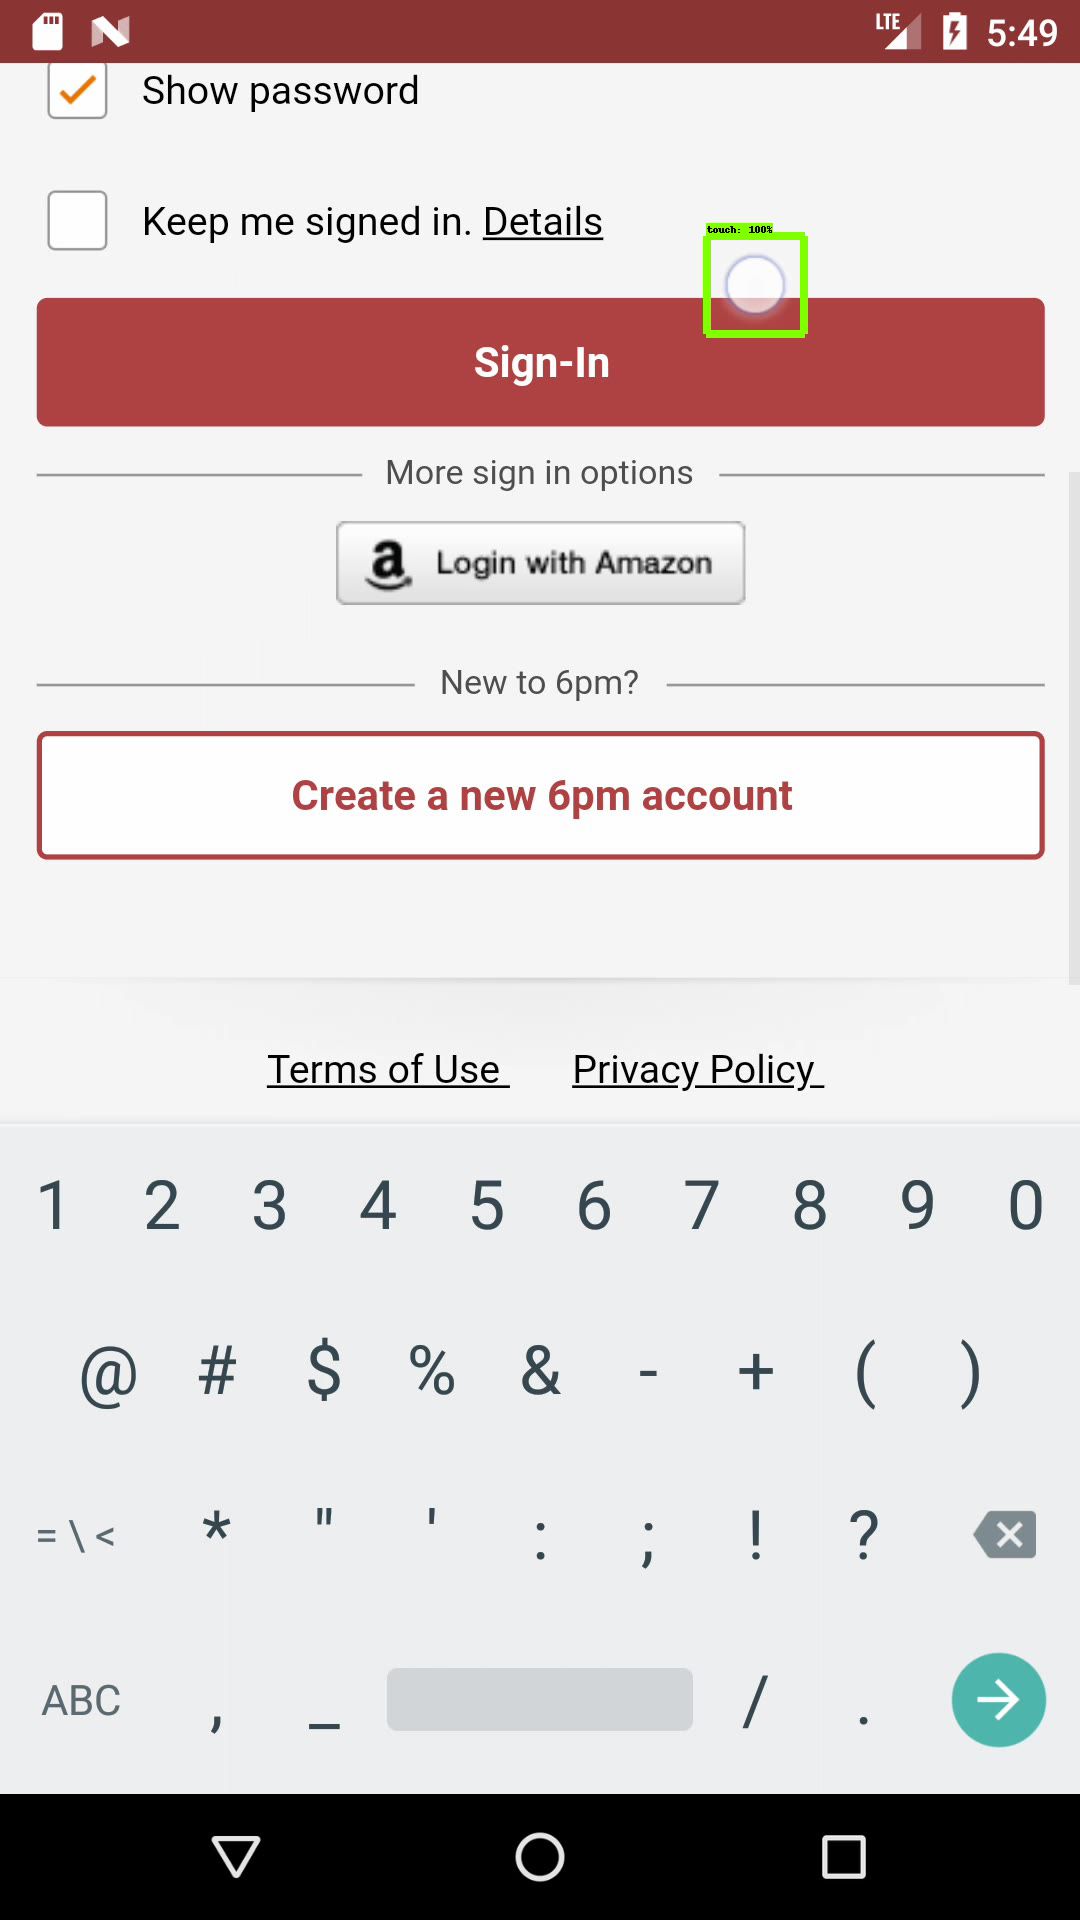 LTE 5:49
Show password
Keep me signed in. Details
touch: 100%
Sign-In
More sign in options
a Login with Amazon
New to 6pm?
Create a new 6pm account
Terms of Use Privacy Policy
1 2 3 4 5 6 7 8 9 0
@ # $ % & - + ( )
= \ < * " ' : ; ! ?
ABC , _ / .